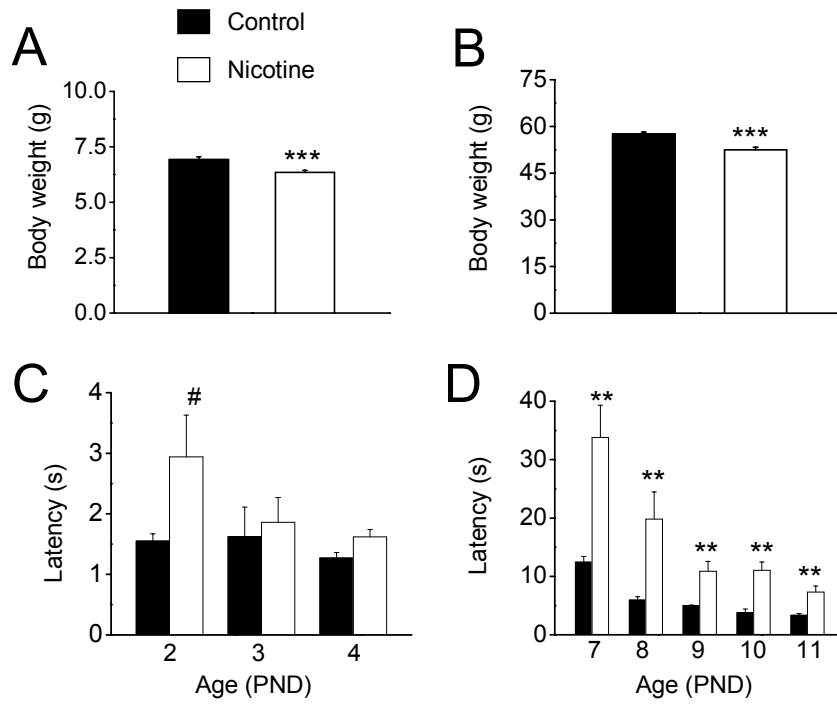 Control
Nicotine
A
10.0
7.5
5.0
2.5
0.0
Body weight (g)
***
B
75
60
45
30
15
0
Body weight (g)
***
C
4
3
2
1
0
Latency (s)
#
2 3 4
Age (PND)
D
40
30
20
10
0
Latency (s)
**
**
**
**
**
7 8 9 10 11
Age (PND)